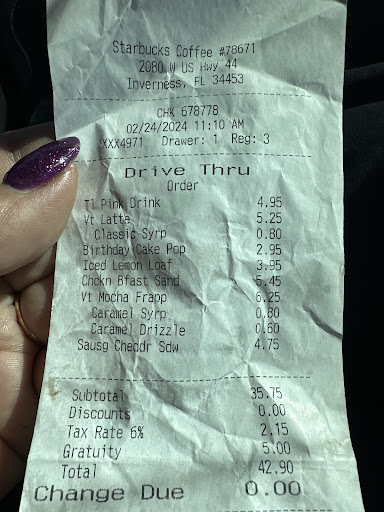 Starbucks Coffee #78671
2080 W US Hwy 44
Inverness, FL 34453
CHK 678778
02/24/2024 11:10 AM
XXX4971 Drawer: 1 Reg: 3
Drive Thru
Order
Tl Pink Drink 4.95
Vt Latte 5.25
Classic Syrp 0.80
Birthday Cake Pop 2.95
Iced Lemon Loaf 3.95
Chckn Bfast Sand 5.45
Vt Mocha Frapp 6.25
Caramel Syrp 0.80
Caramel Drizzle 0.60
Sausg Cheddr Sdw 4.75
Subtotal 35.75
Discounts 0.00
Tax Rate 6% 2.15
Gratuity 5.00
Total 42.90
Change Due 0.00